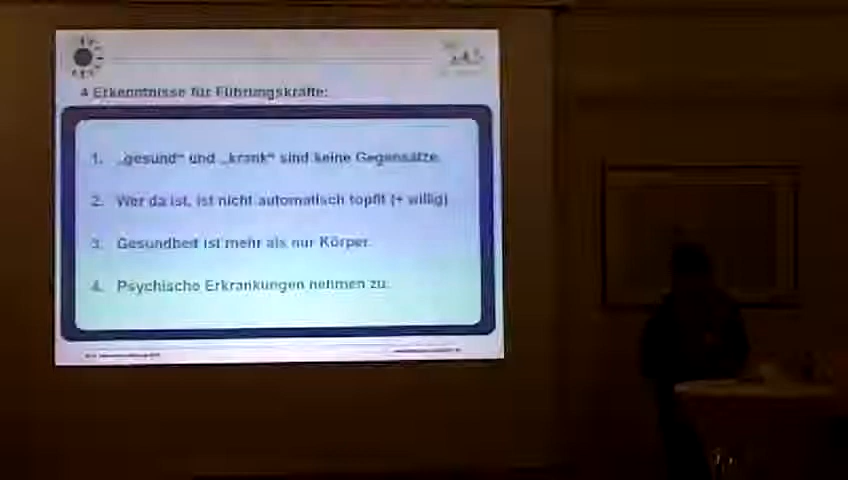 4 Erkenntnisse für Führungskräfte:
1. „gesund“ und „krank“ sind keine Gegensätze.
2. Wer da ist, ist nicht automatisch topfit (+ willig)
3. Gesundheit ist mehr als nur Körper.
4. Psychische Erkrankungen nehmen zu.